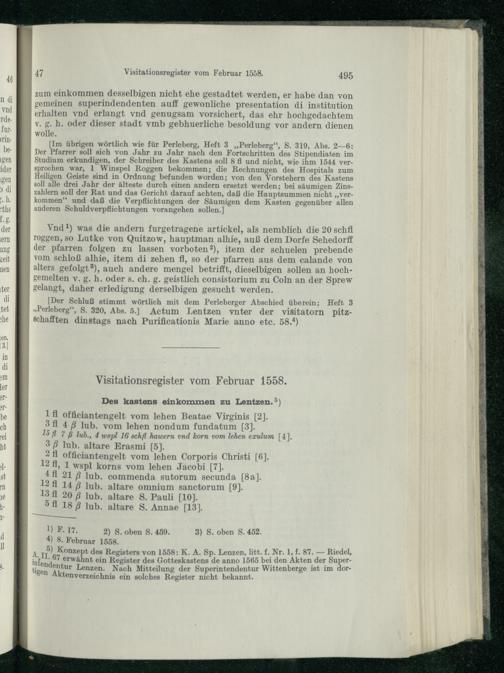 47 Visitationsregister vom Februar 1558. 495
zum einkommen desselbigen nicht ehe gestadtet werden, er habe dan von
gemeinen superindendenten auff gewonliche presentation di institution
erhalten vnd erlangt vnd genugsam vorsichert, das ehr hochgedachtem
v. g. h. oder dieser stadt vmb gebhuerliche besoldung vor andern dienen
wolle.
[Im übrigen wörtlich wie für Perleberg, Heft 3 „Perleberg“, S. 319, Abs. 2—6:
Der Pfarrer soll sich von Jahr zu Jahr nach den Fortschritten des Stipendiaten im
Studium erkundigen, der Schreiber des Kastens soll 8 fl und nicht, wie ihm 1544 ver-
sprochen war, 1 Winspel Roggen bekommen; die Rechnungen des Hospitals zum
Heiligen Geiste sind in Ordnung befunden worden; von den Vorstehern des Kastens
soll alle drei Jahr der älteste durch einen andern ersetzt werden; bei säumigen Zins-
zahlern soll der Rat und das Gericht darauf achten, daß die Hauptsummen nicht „ver-
kommen“ und daß die Verpflichtungen der Säumigen dem Kasten gegenüber allen
anderen Schuldverpflichtungen vorangehen sollen.]
Vnd¹) was die andern furgetragene artickel, als nemblich die 20 schfl
roggen, so Lutke von Quitzow, hauptman alhie, auß dem Dorfe Sehedorff
der pfarren folgen zu lassen vorboten²), item der schuelen prebende
vom schloß alhie, item di zehen fl, so der pfarren aus dem calande von
alters gefolgt³), auch andere mengel betrifft, dieselbigen sollen an hoch-
gemelten v. g. h. oder s. ch. g. geistlich consistorium zu Coln an der Sprew
gelangt, daher erledigung derselbigen gesucht werden.
[Der Schluß stimmt wörtlich mit dem Perleberger Abschied überein; Heft 3
„Perleberg“, S. 320, Abs. 5.] Actum Lentzen vnter der visitatorn pitz-
schafften dinstags nach Purificationis Marie anno etc. 58.⁴)
Visitationsregister vom Februar 1558.
Des kastens einkommen zu Lentzen.⁵)
1 fl officiantengelt vom lehen Beatae Virginis [2].
3 fl 4 β lub. vom lehen nondum fundatum [3].
15 fl 7 β lub., 4 wspl 16 schfl hauern vnd korn vom lehen exulum [4].
3 β lub. altare Erasmi [5].
2 fl officiantengelt vom lehen Corporis Christi [6].
12 fl, 1 wspl korns vom lehen Jacobi [7].
4 fl 21 β lub. commenda sutorum secunda [8a].
12 fl 14 β lub. altare omnium sanctorum [9].
13 fl 20 β lub. altare S. Pauli [10].
5 fl 18 β lub. altare S. Annae [13].
1) F. 17. 2) S. oben S. 459. 3) S. oben S. 452.
4) 8. Februar 1558.
5) Konzept des Registers von 1558: K. A. Sp. Lenzen, litt. f. Nr. 1, f. 87. — Riedel,
A. II. 67 erwähnt ein Register des Gotteskastens de anno 1565 bei den Akten der Super-
intendentur Lenzen. Nach Mitteilung der Superintendentur Wittenberge ist im dor-
tigen Aktenverzeichnis ein solches Register nicht bekannt.